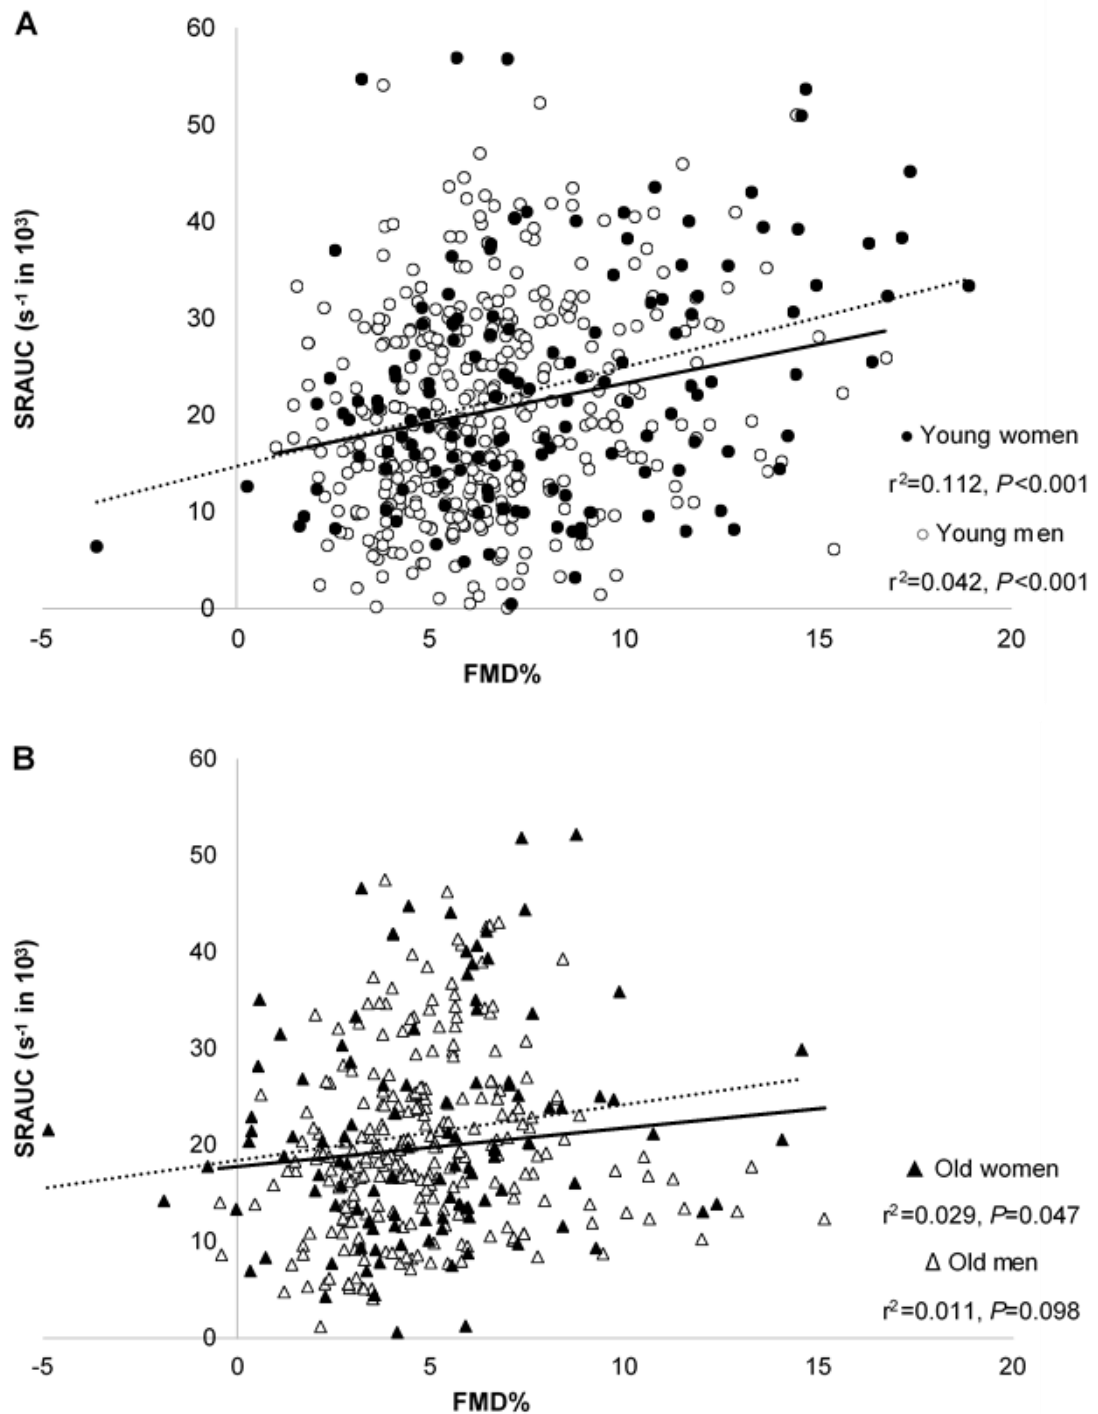 A
60
50
40
30
20
10
0
SRAUC (s⁻¹ in 10³)
-5 0 5 10 15 20
FMD%
● Young women
r²=0.112, P<0.001
○ Young men
r²=0.042, P<0.001
B
60
50
40
30
20
10
0
SRAUC (s⁻¹ in 10³)
-5 0 5 10 15 20
FMD%
▲ Old women
r²=0.029, P=0.047
△ Old men
r²=0.011, P=0.098